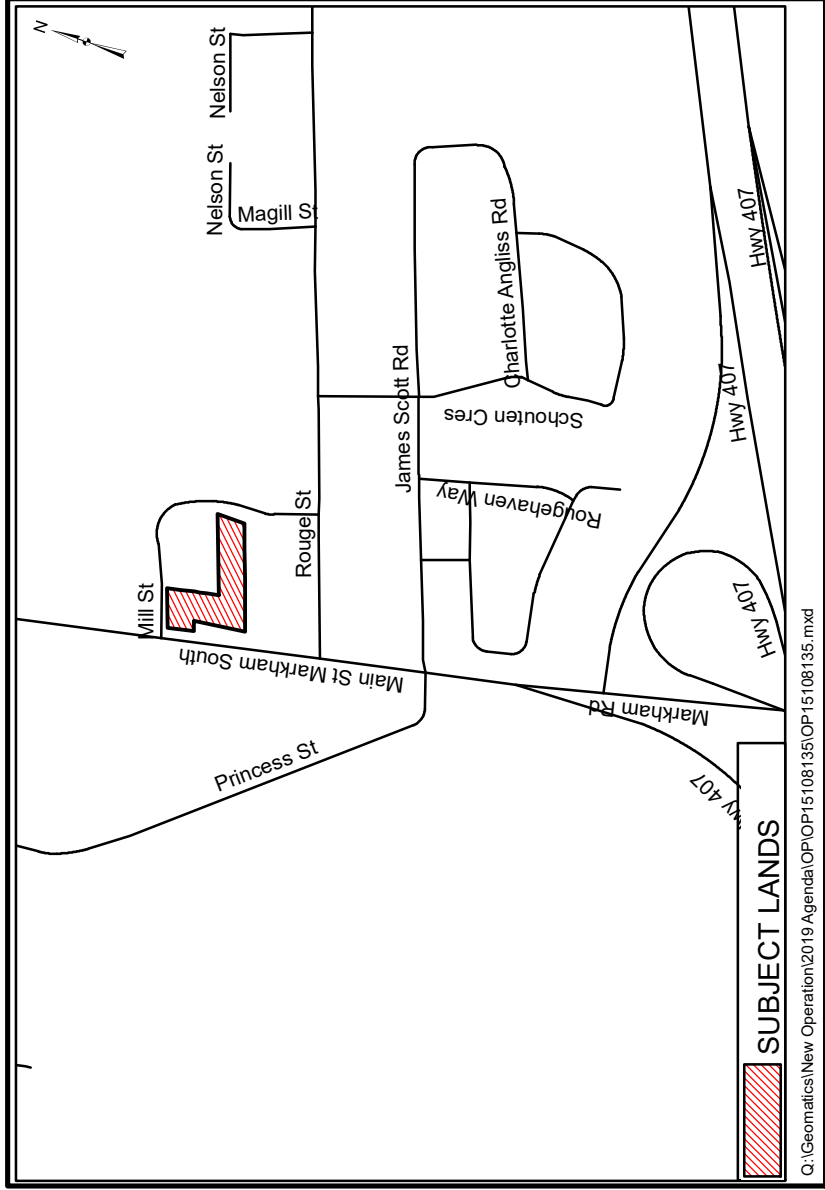 N
Nelson St
Nelson St
Magill St
Charlotte Angliss Rd
James Scott Rd
Schouten Cres
Rougehaven Way
Rouge St
Mill St
Main St Markham South
Princess St
Markham Rd
Hwy 407
Hwy 407
Hwy 407
Hwy 407
SUBJECT LANDS
Q:\Geomatics\New Operation\2019 Agenda\OP\OP15108135\OP15108135.mxd